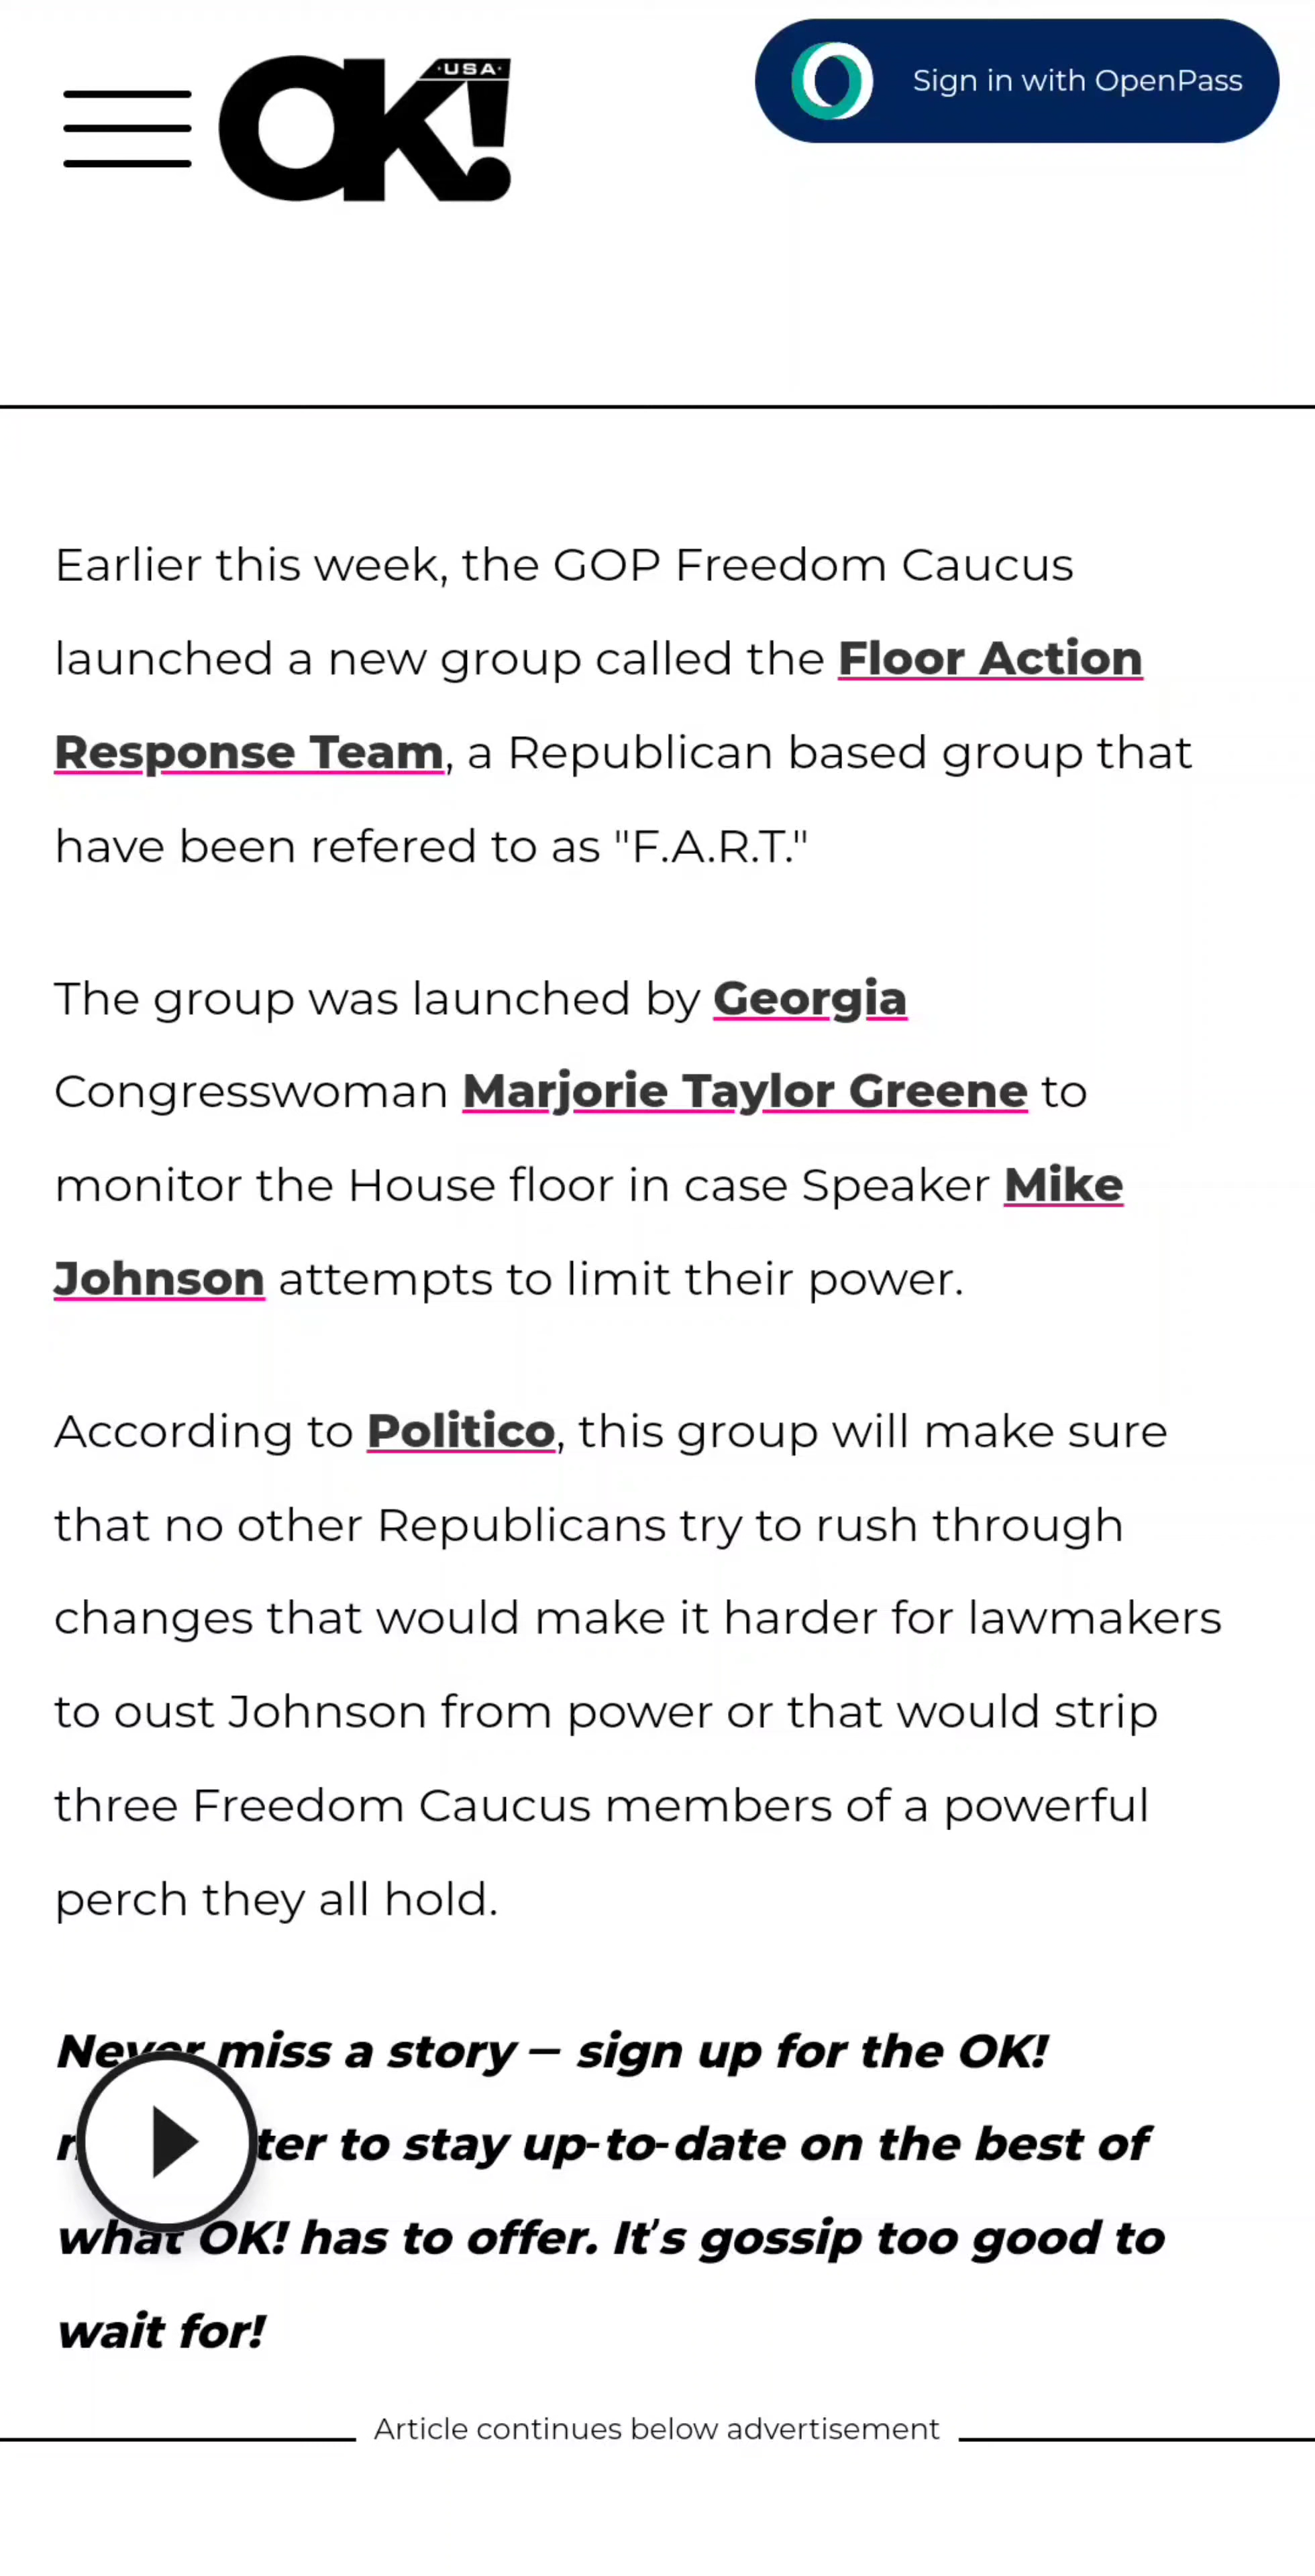 OK!
·USA·
Sign in with OpenPass
Earlier this week, the GOP Freedom Caucus
launched a new group called the Floor Action
Response Team, a Republican based group that
have been refered to as "F.A.R.T."
The group was launched by Georgia
Congresswoman Marjorie Taylor Greene to
monitor the House floor in case Speaker Mike
Johnson attempts to limit their power.
According to Politico, this group will make sure
that no other Republicans try to rush through
changes that would make it harder for lawmakers
to oust Johnson from power or that would strip
three Freedom Caucus members of a powerful
perch they all hold.
Never miss a story — sign up for the OK!
to stay up-to-date on the best of
what OK! has to offer. It's gossip too good to
wait for!
Article continues below advertisement